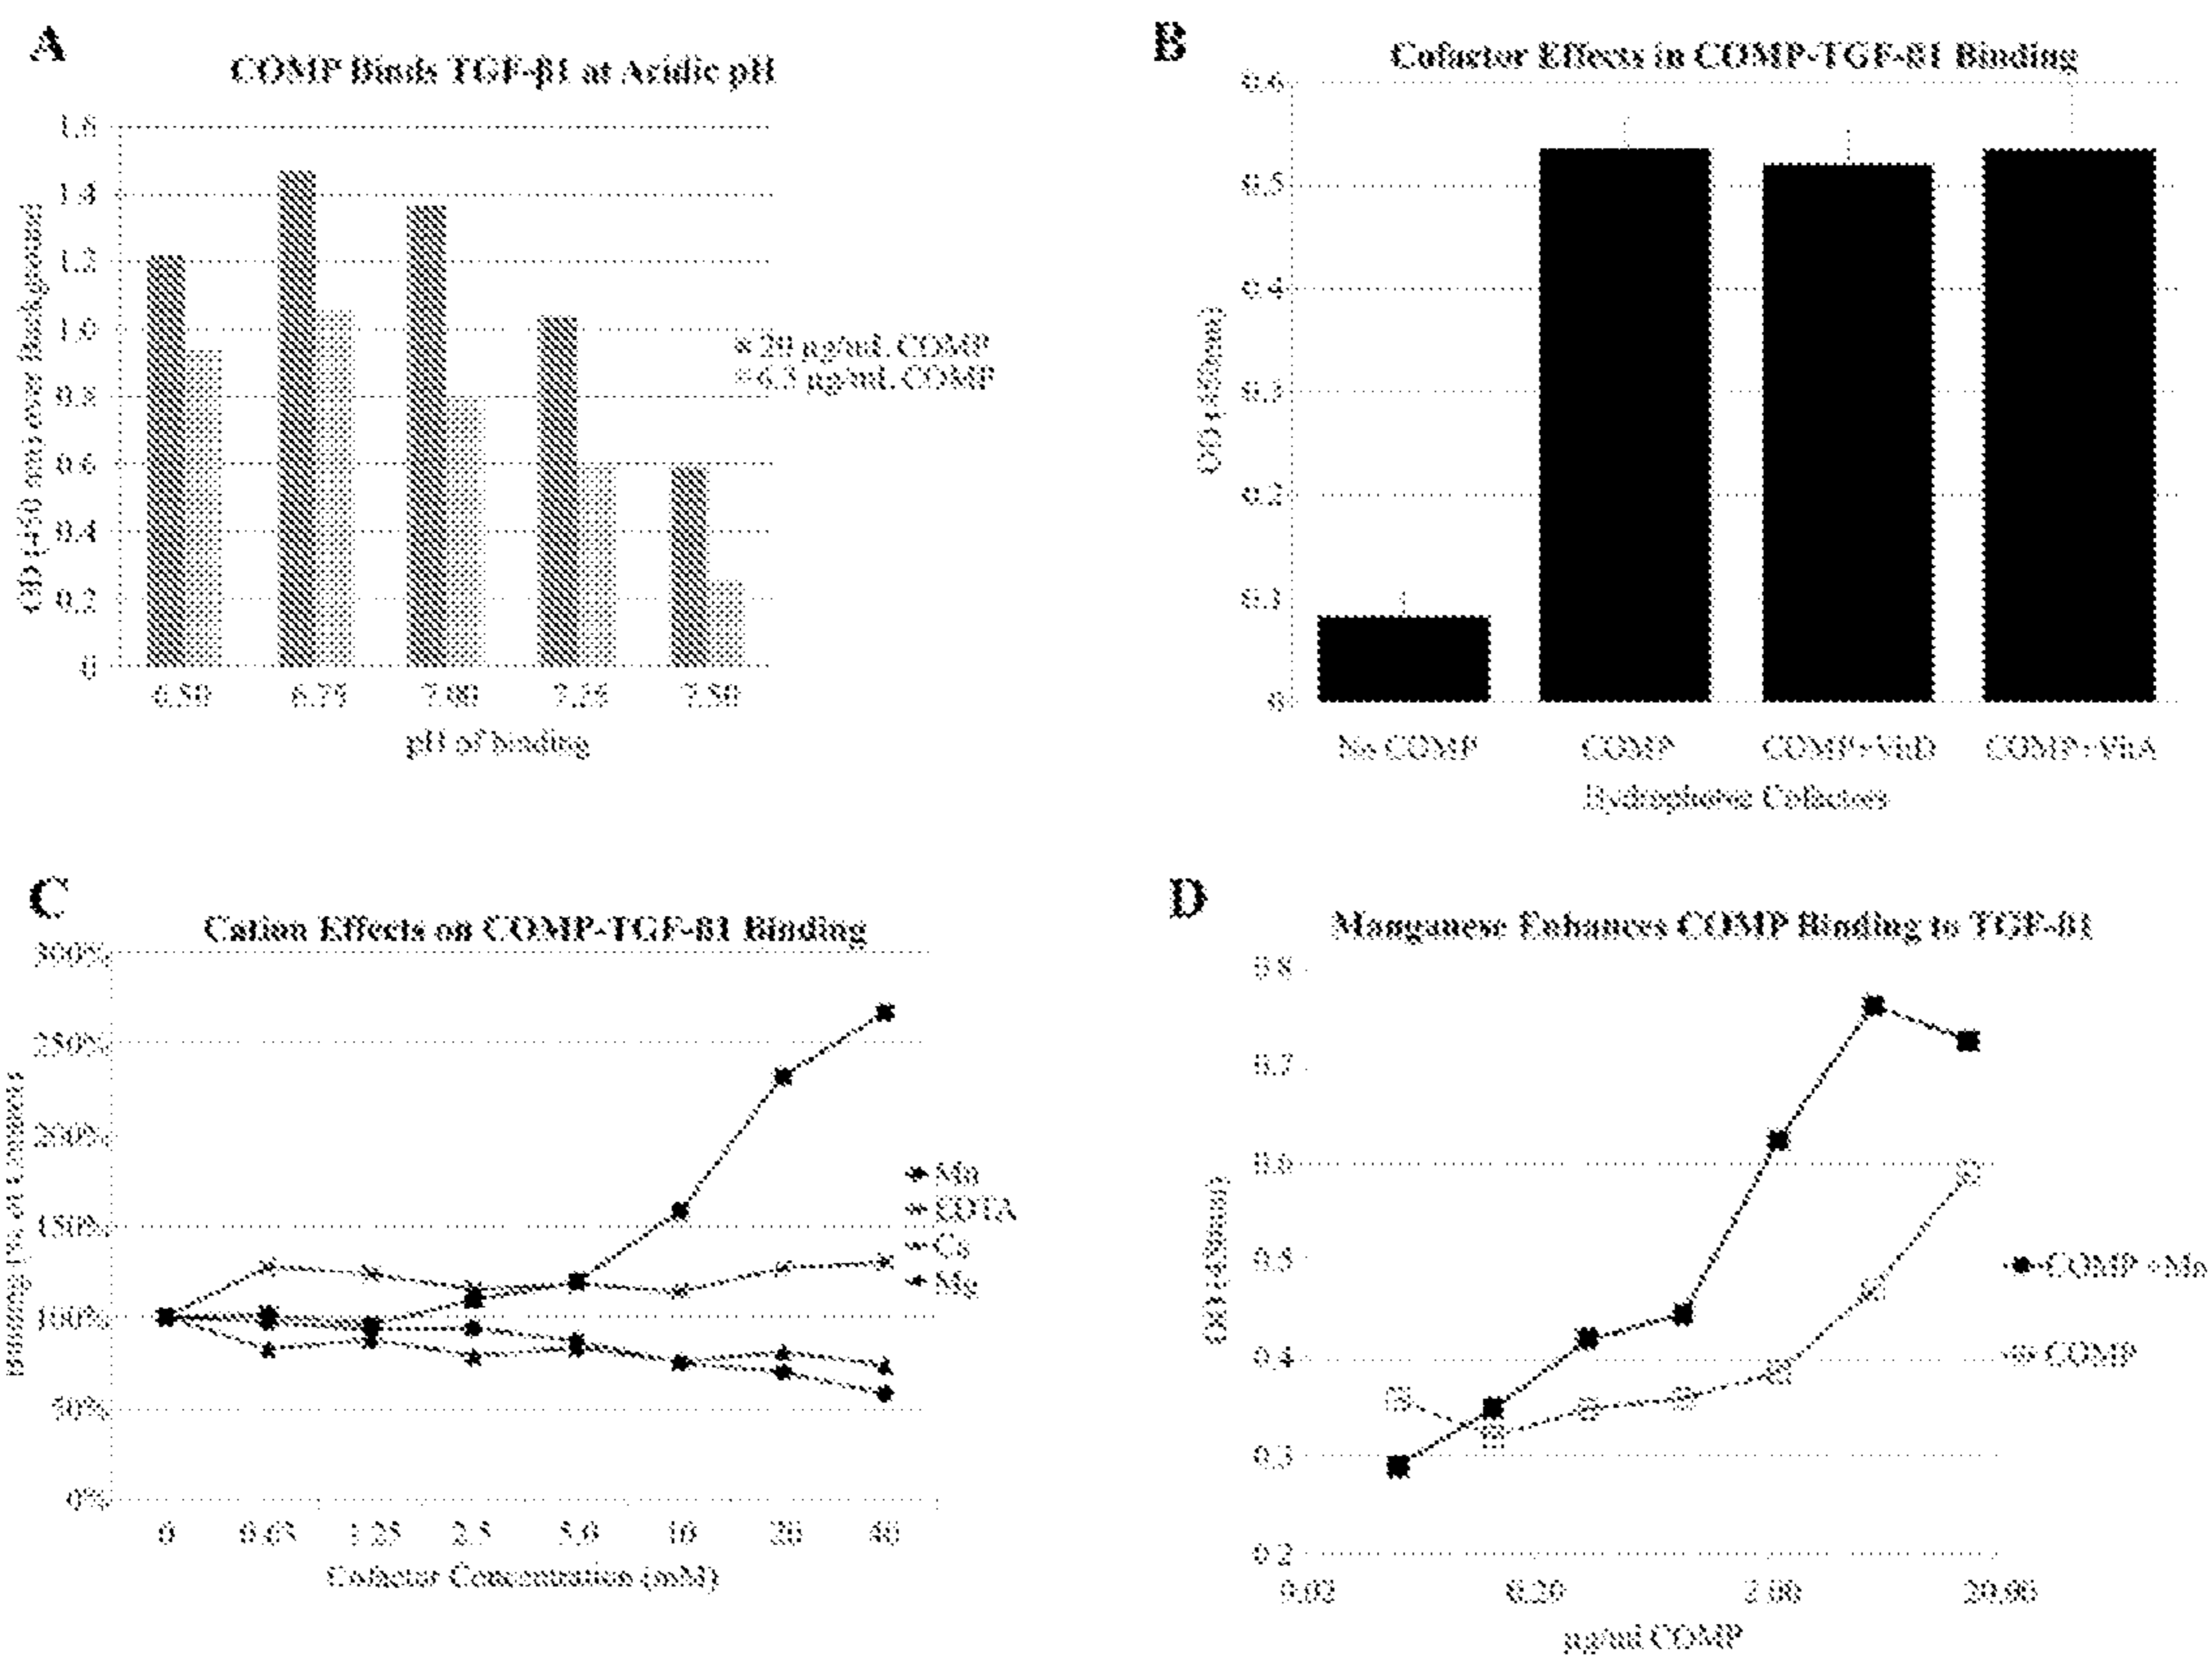 A
COMP Binds TGF-β1 at Acidic pH
OD (450 nm over Background)
1.6
1.4
1.2
1.0
0.8
0.6
0.4
0.2
0
6.50 6.75 7.00 7.25 7.50
pH of binding
20 µg/mL COMP
6.3 µg/mL COMP
B
Cofactor Effects in COMP-TGF-ß1 Binding
OD (450nm)
0.6
0.5
0.4
0.3
0.2
0.1
0
No COMP COMP COMP+VitD COMP+VitA
Hydrophobic Cofactors
C
Cation Effects on COMP-TGF-ß1 Binding
Binding (% of
300%
250%
200%
150%
100%
50%
0%
0 0.63 1.25 2.5 5.0 10 20 40
Cofactor Concentration (mM)
Mn
EDTA
Ca
Mg
D
Manganese Enhances COMP Binding to TGF-ß1
OD (450nm)
0.8
0.7
0.6
0.5
0.4
0.3
0.2
0.02 0.20 2.00 20.00
µg/ml COMP
COMP +Mn
COMP